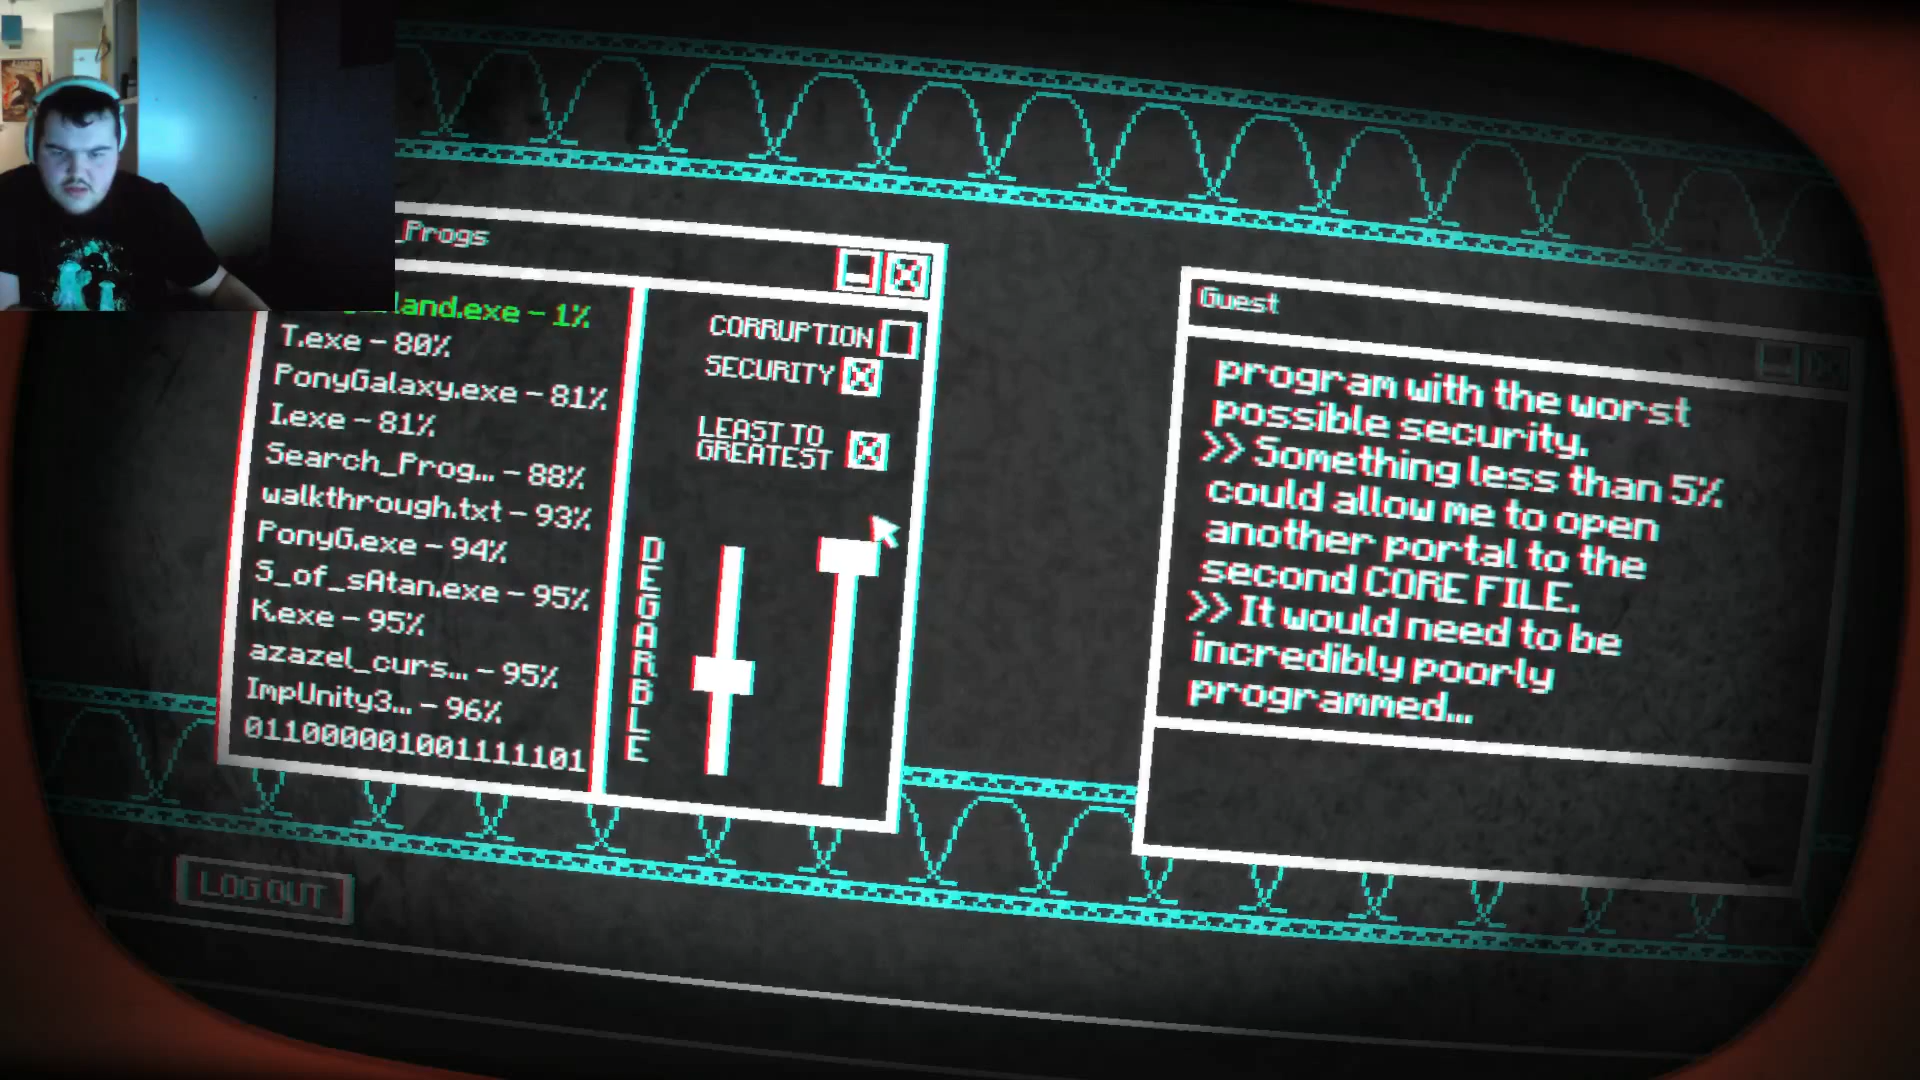 _Progs
land.exe - 1%
T.exe - 80%
PonyGalaxy.exe - 81%
I.exe - 81%
Search_Prog... - 88%
walkthrough.txt - 93%
PonyG.exe - 94%
S_of_sAtan.exe - 95%
K.exe - 95%
azazel_curs... - 95%
ImpUnity3... - 96%
011000001001111101
CORRUPTION
SECURITY
LEAST TO
GREATEST
DEGARBLE
LOG OUT
Guest
program with the worst
possible security.
>> Something less than 5%
could allow me to open
another portal to the
second CORE FILE.
>> It would need to be
incredibly poorly
programmed...